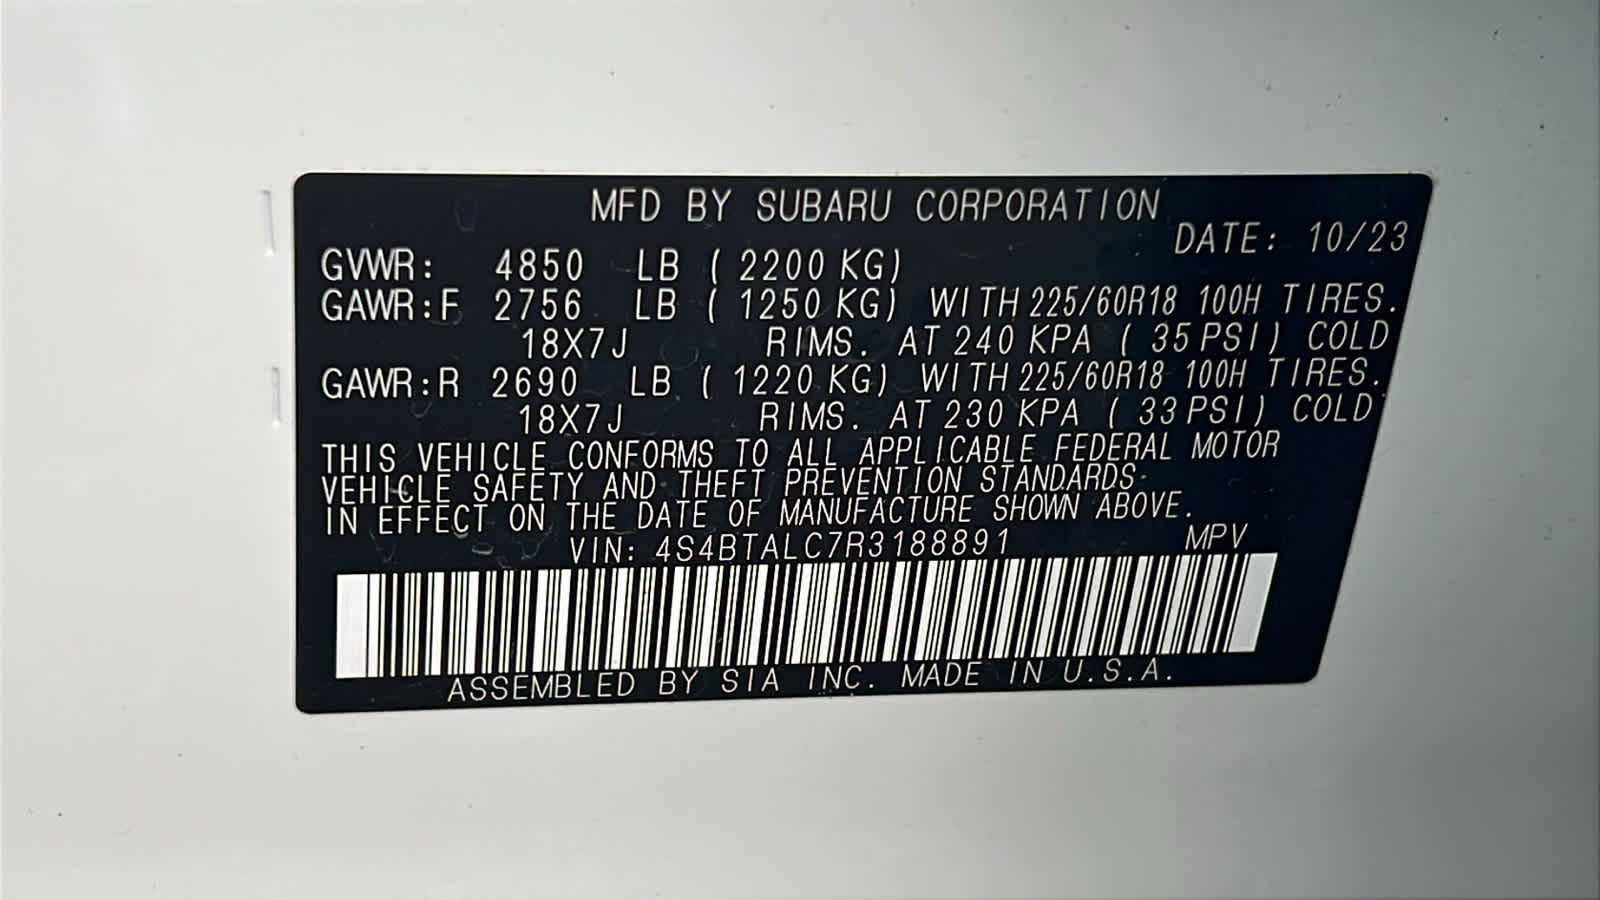 MFD BY SUBARU CORPORATION
DATE: 10/23
GVWR: 4850 LB ( 2200 KG)
GAWR:F 2756 LB ( 1250 KG) WITH 225/60R18 100H TIRES.
18X7J RIMS. AT 240 KPA ( 35 PSI) COLD
GAWR:R 2690 LB ( 1220 KG) WITH 225/60R18 100H TIRES.
18X7J RIMS. AT 230 KPA ( 33 PSI) COLD
THIS VEHICLE CONFORMS TO ALL APPLICABLE FEDERAL MOTOR
VEHICLE SAFETY AND THEFT PREVENTION STANDARDS
IN EFFECT ON THE DATE OF MANUFACTURE SHOWN ABOVE.
VIN: 4S4BTALC7R3188891 MPV
ASSEMBLED BY SIA INC. MADE IN U.S.A.